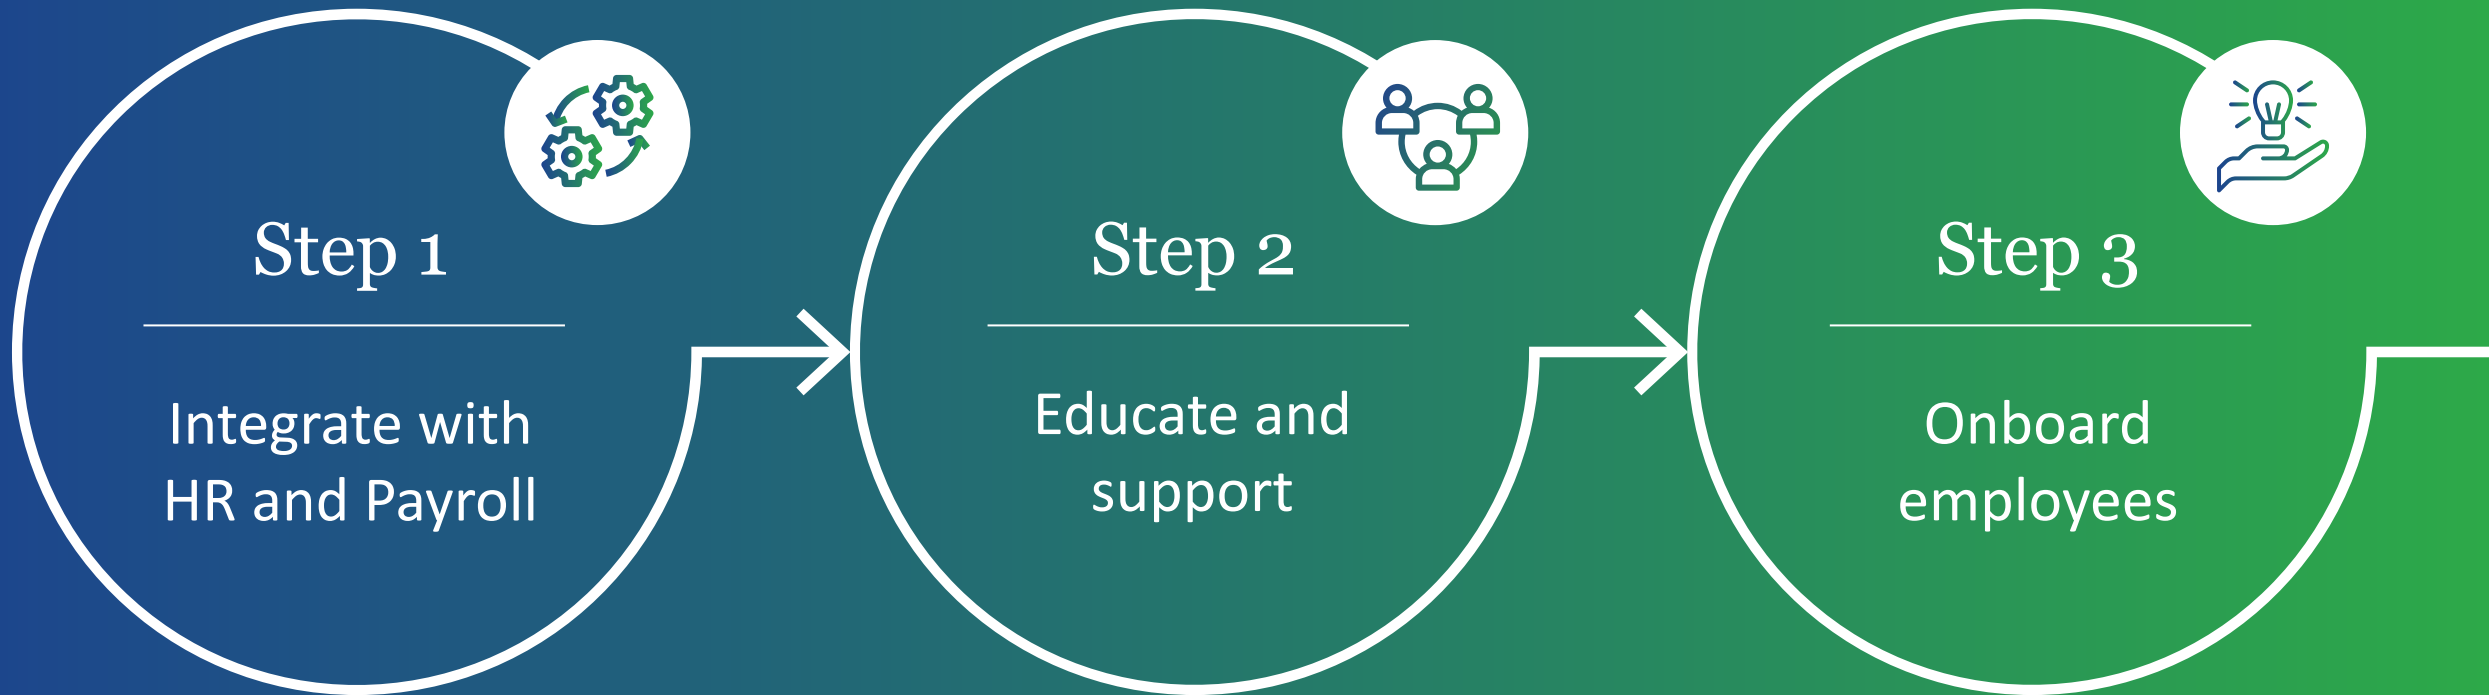 Step 1
Integrate with
HR and Payroll
Step 2
Educate and
support
Step 3
Onboard
employees